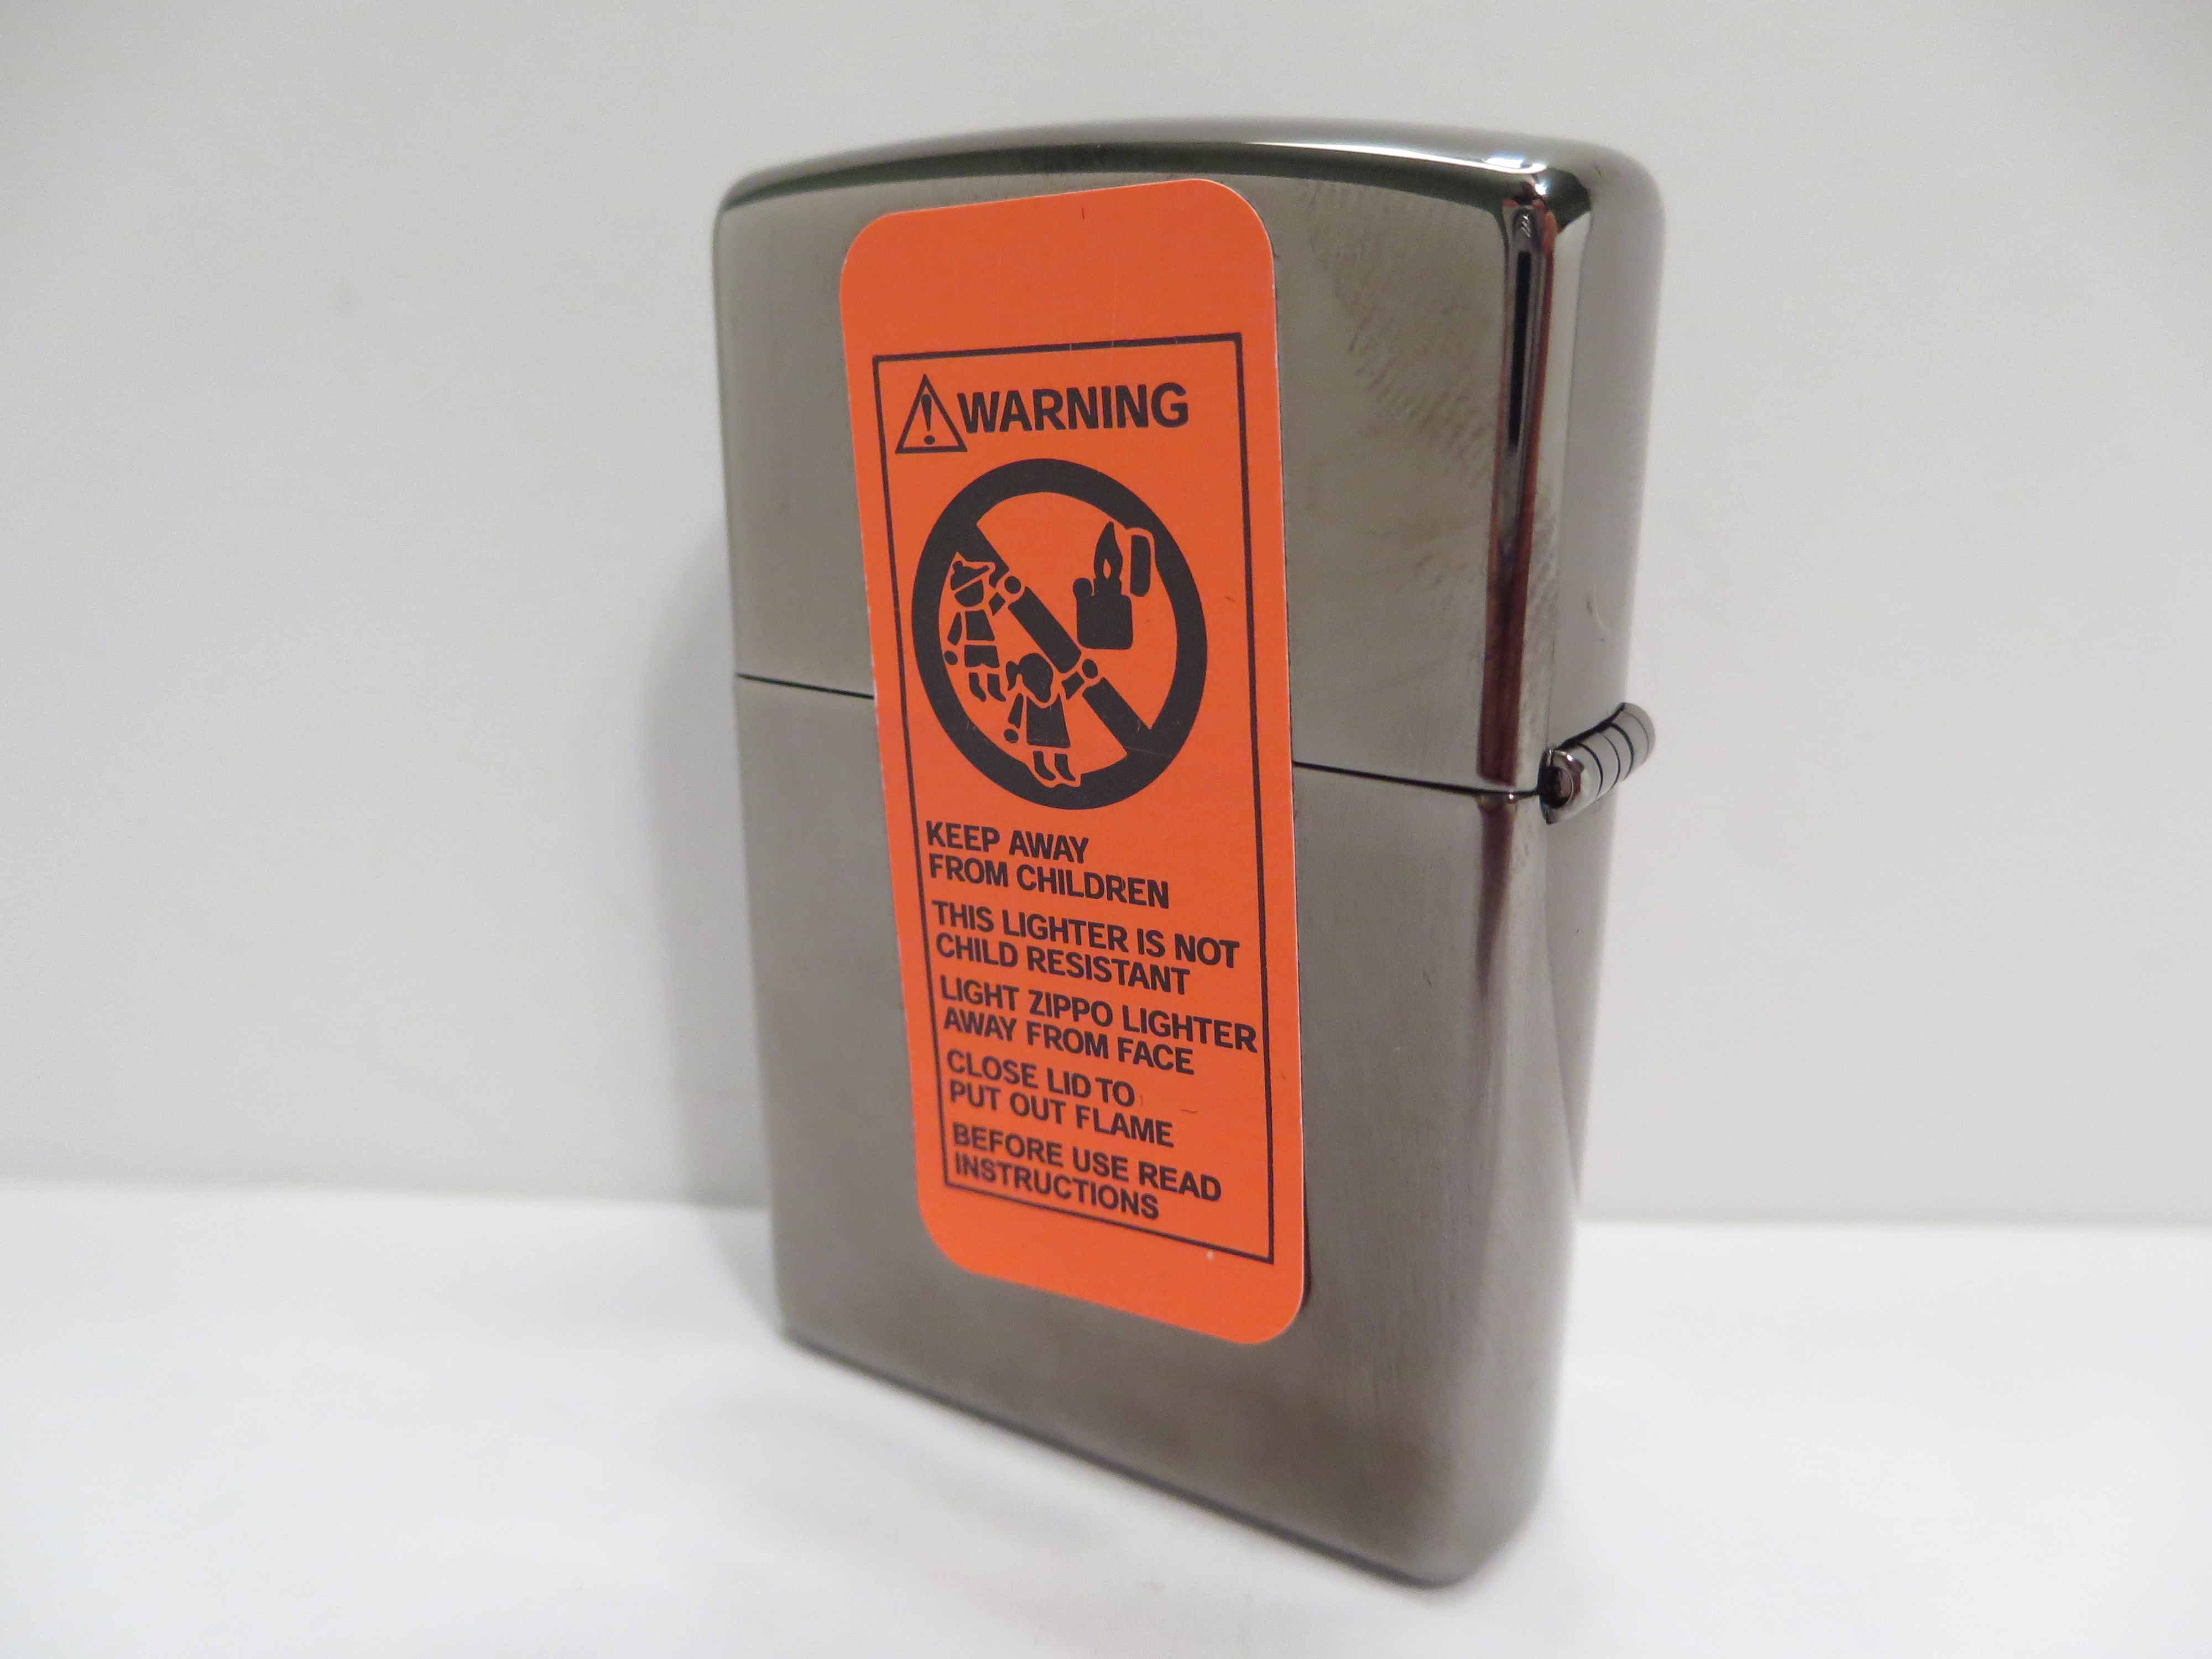 WARNING
KEEP AWAY
FROM CHILDREN
THIS LIGHTER IS NOT
CHILD RESISTANT
LIGHT ZIPPO LIGHTER
AWAY FROM FACE
CLOSE LID TO
PUT OUT FLAME
BEFORE USE READ
INSTRUCTIONS